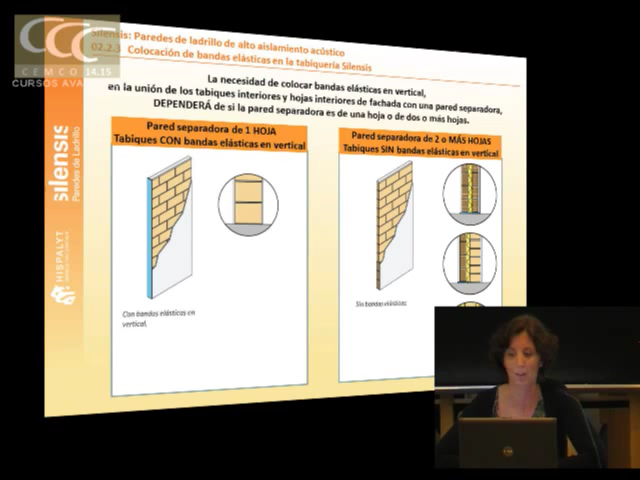 CCC
CEMCO 14.15
CURSOS AVA
Silensis: Paredes de ladrillo de alto aislamiento acústico
02.2.3 Colocación de bandas elásticas en la tabiquería Silensis
La necesidad de colocar bandas elásticas en vertical,
en la unión de los tabiques interiores y hojas interiores de fachada con una pared separadora,
DEPENDERÁ de si la pared separadora es de una hoja o de dos o más hojas.
Pared separadora de 1 HOJA
Tabiques CON bandas elásticas en vertical
Con bandas elásticas en
vertical.
Pared separadora de 2 o MÁS HOJAS
Tabiques SIN bandas elásticas en vertical
Sin bandas elásticas.
silensis
Paredes de Ladrillo
HISPALYT